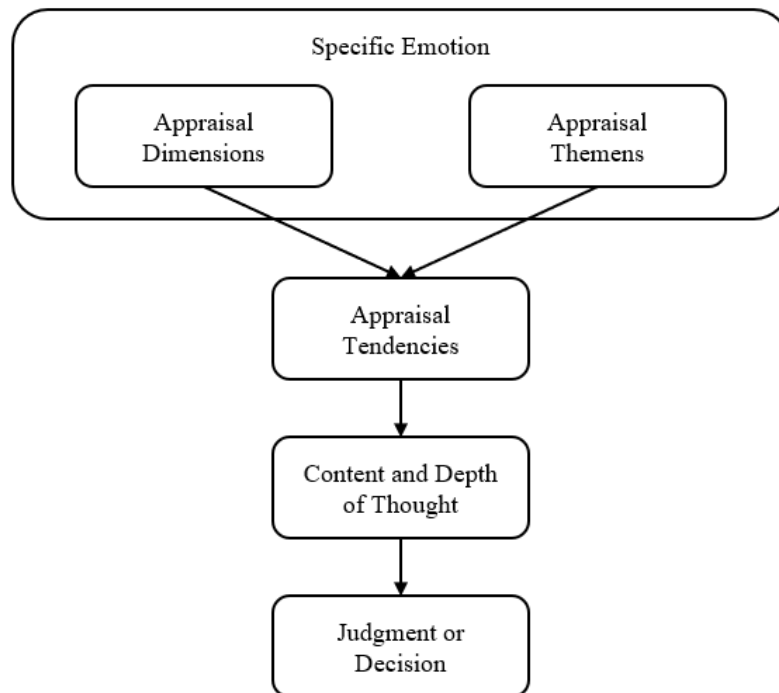 Specific Emotion
Appraisal
Dimensions
Appraisal
Themens
Appraisal
Tendencies
Content and Depth
of Thought
Judgment or
Decision